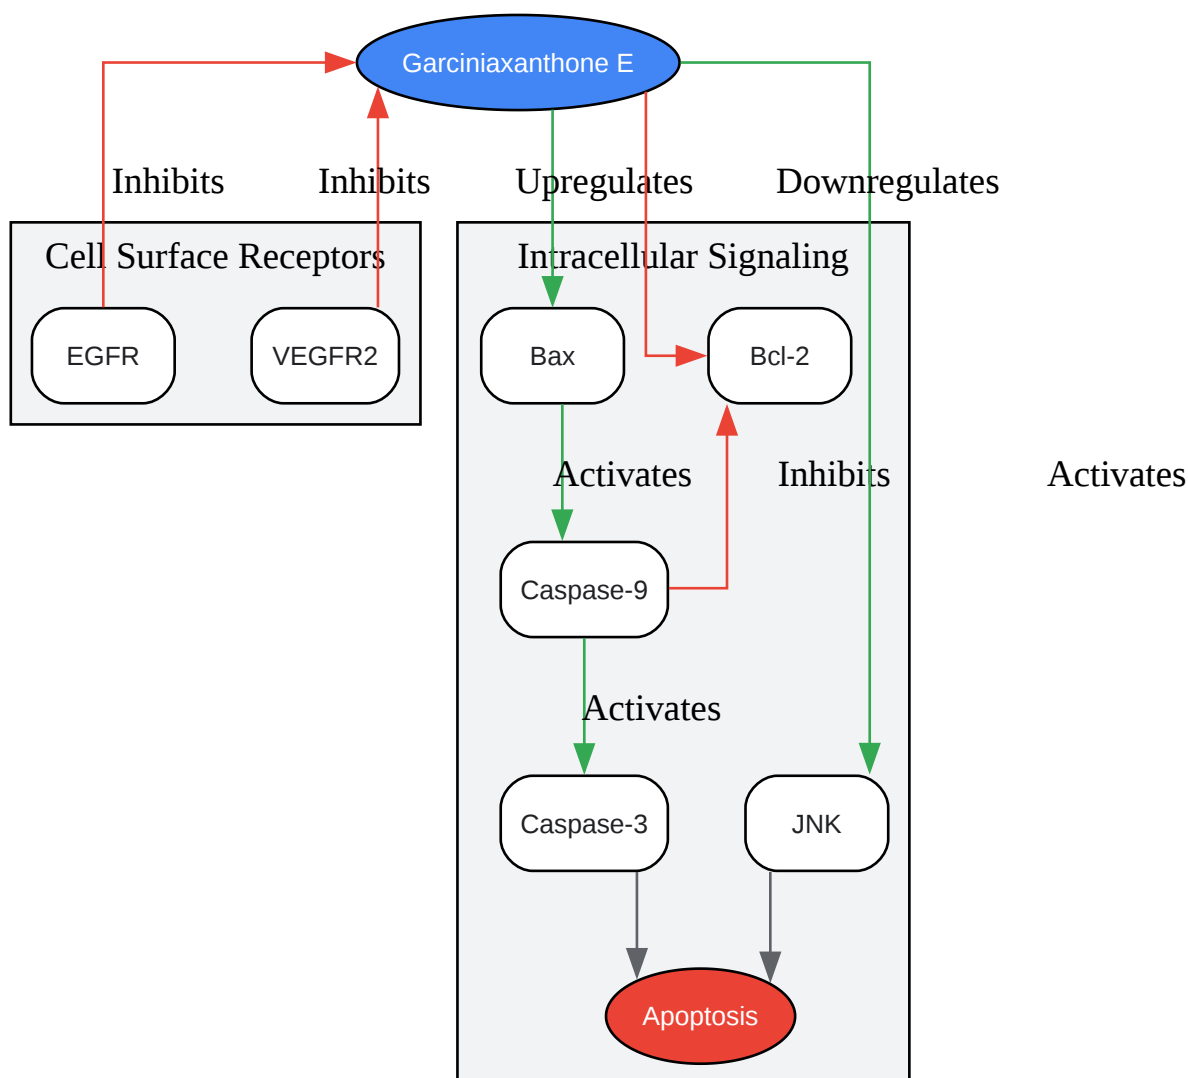 Garciniaxanthone E
Inhibits
Inhibits
Upregulates
Downregulates
Cell Surface Receptors
Intracellular Signaling
EGFR
VEGFR2
Bax
Bcl-2
Activates
Inhibits
Activates
Caspase-9
Activates
Caspase-3
JNK
Apoptosis